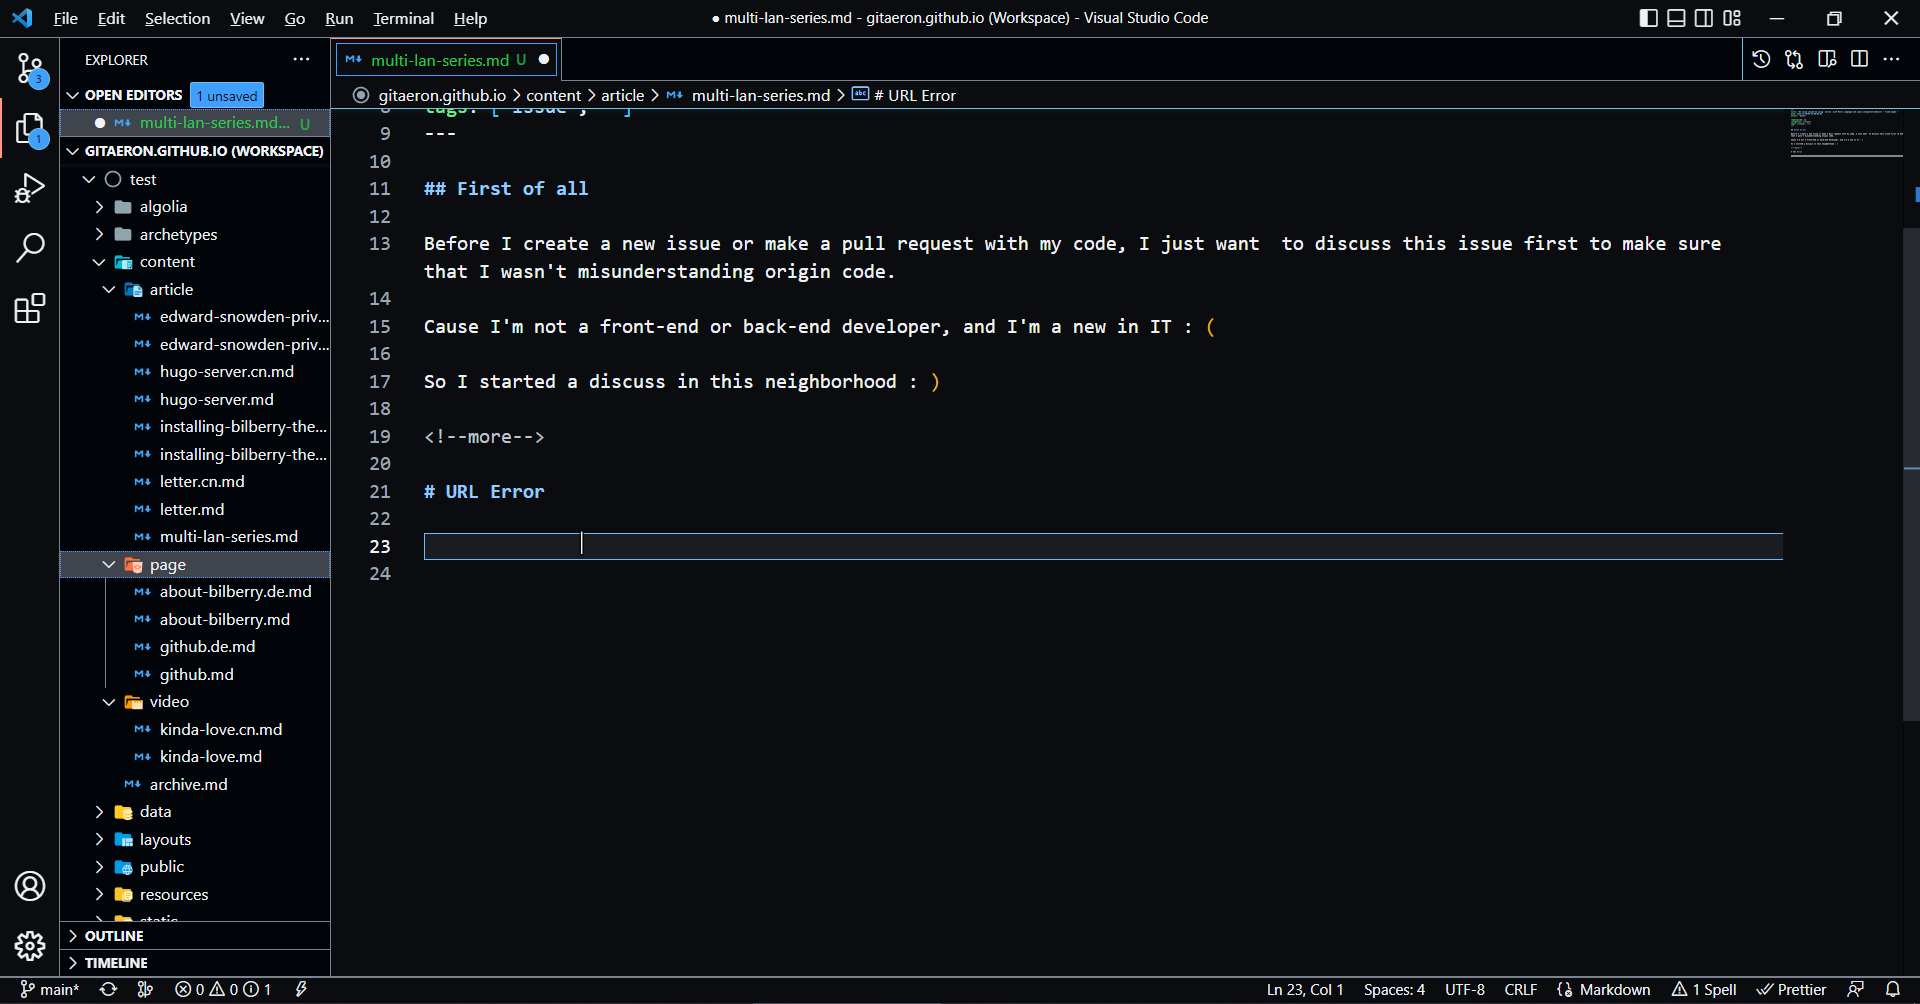 File Edit Selection View Go Run Terminal Help
● multi-lan-series.md - gitaeron.github.io (Workspace) - Visual Studio Code
EXPLORER
multi-lan-series.md U
3
1
OPEN EDITORS 1 unsaved
multi-lan-series.md... U
GITAERON.GITHUB.IO (WORKSPACE)
test
algolia
archetypes
content
article
edward-snowden-priv...
edward-snowden-priv...
hugo-server.cn.md
hugo-server.md
installing-bilberry-the...
installing-bilberry-the...
letter.cn.md
letter.md
multi-lan-series.md
page
about-bilberry.de.md
about-bilberry.md
github.de.md
github.md
video
kinda-love.cn.md
kinda-love.md
archive.md
data
layouts
public
resources
static
OUTLINE
TIMELINE
gitaeron.github.io > content > article > multi-lan-series.md > # URL Error
9 ---
10
11 ## First of all
12
13 Before I create a new issue or make a pull request with my code, I just want  to discuss this issue first to make sure
that I wasn't misunderstanding origin code.
14
15 Cause I'm not a front-end or back-end developer, and I'm a new in IT : (
16
17 So I started a discuss in this neighborhood : )
18
19 <!--more-->
20
21 # URL Error
22
23
24
main* 0 0 1
Ln 23, Col 1 Spaces: 4 UTF-8 CRLF Markdown 1 Spell Prettier